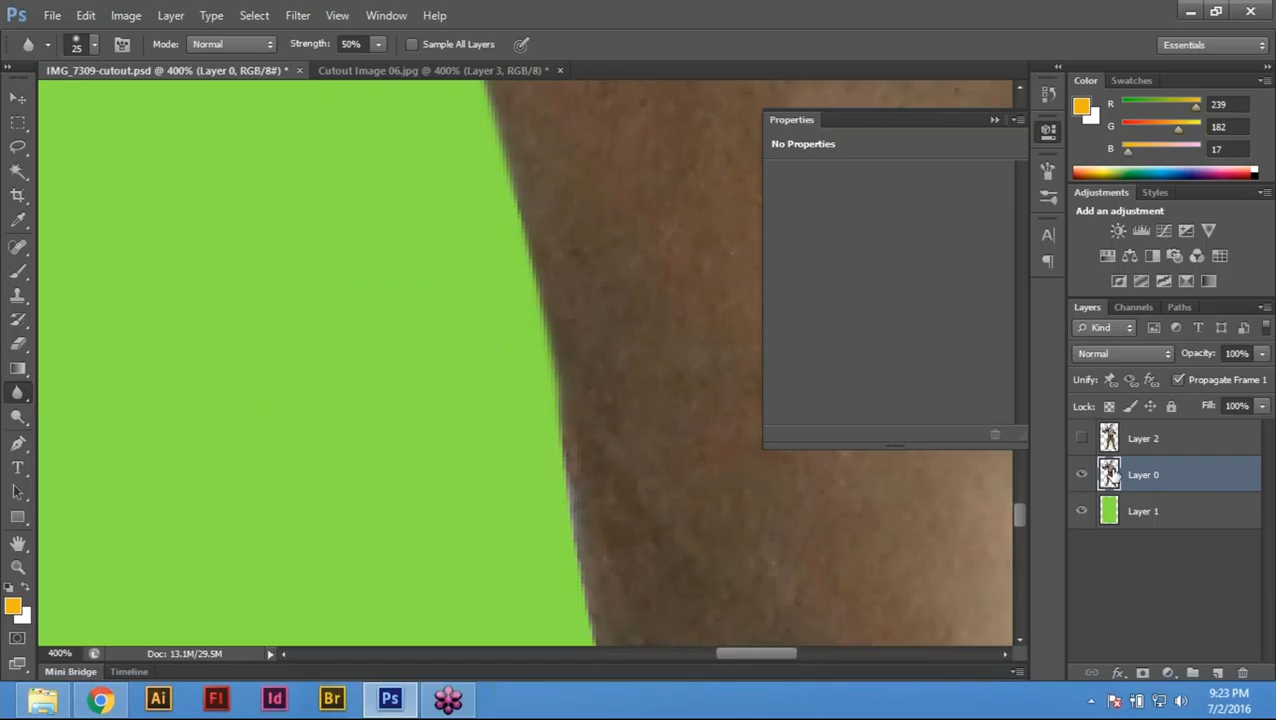 Ps File Edit Image Layer Type Select Filter View Window Help
25 Mode: Normal Strength: 50% Sample All Layers Essentials
IMG_7309-cutout.psd @ 400% (Layer 0, RGB/8#) * × Cutout Image 06.jpg @ 400% (Layer 3, RGB/8) * ×
Color Swatches
R 239
G 182
B 17
Properties
No Properties
Adjustments Styles
Add an adjustment
Layers Channels Paths
Kind
Normal Opacity: 100%
Unify: Propagate Frame 1
Lock: Fill: 100%
Layer 2
Layer 0
Layer 1
400% Doc: 13.1M/29.5M
Mini Bridge Timeline
Ai Fl Id Br Ps
9:23 PM
7/2/2016